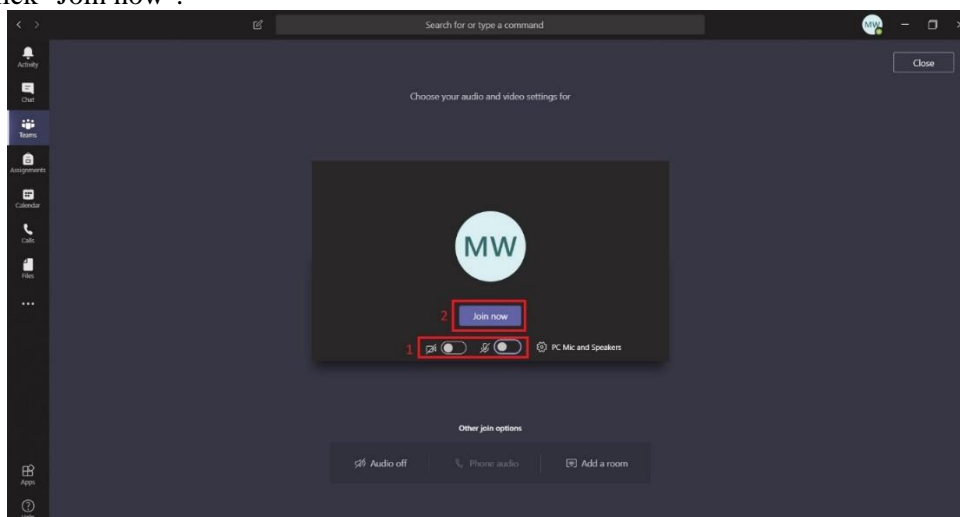 "Join now".
Search for or type a command
MW
Activity
Close
Chat
Choose your audio and video settings for
Teams
Assignments
Calendar
Calls
MW
Files
2 Join now
1
PC Mic and Speakers
Other join options
Audio off
Phone audio
Add a room
Apps